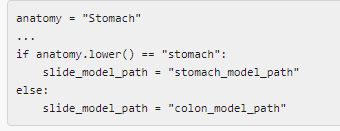 anatomy = "Stomach"
...
if anatomy.lower() == "stomach":
    slide_model_path = "stomach_model_path"
else:
    slide_model_path = "colon_model_path"